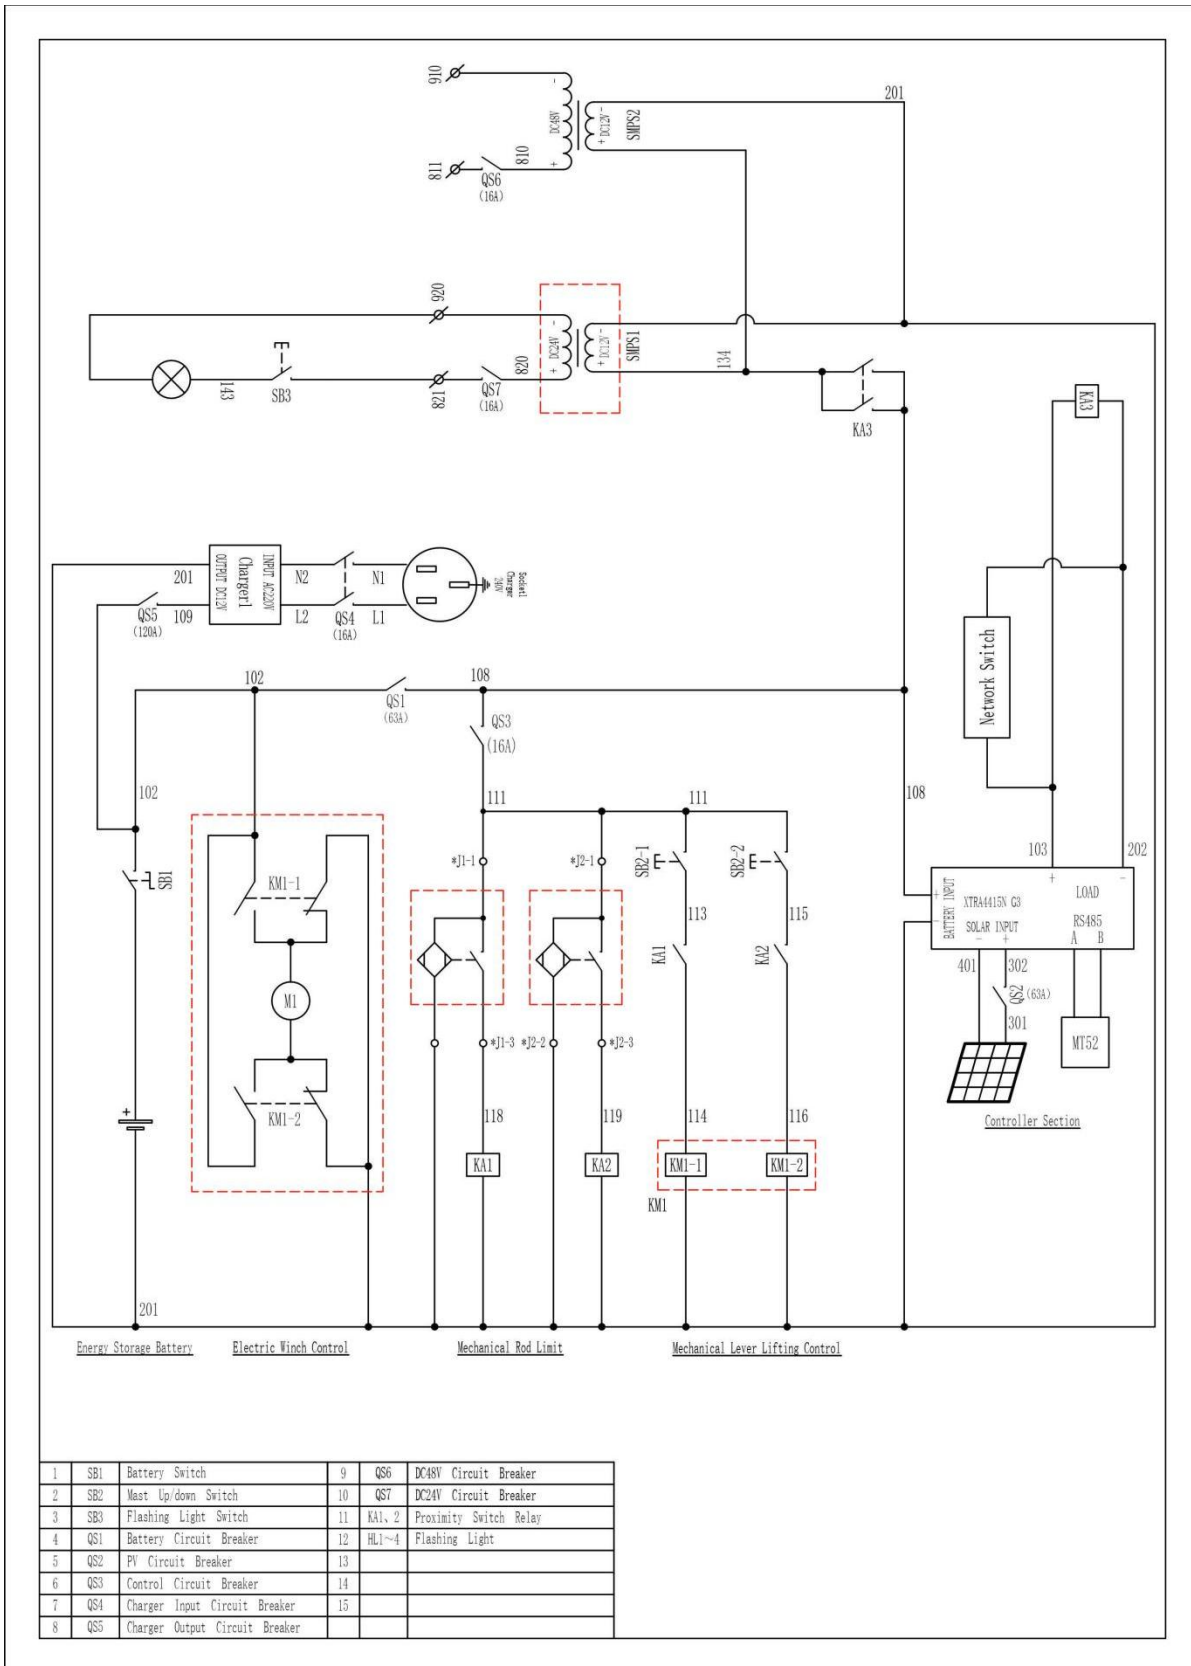 910
-
DC48V
+
DC12V
-
+
SMPS2
201
811
810
QS6
(16A)
920
-
DC24V
+
DC12V
-
+
SMPS1
134
820
821
QS7
(16A)
143
SB3
KA3
KA3
201
OUTPUT DC12V
Charger1
INPUT AC220V
N2
N1
Socket1
Charger
240V
QS5
(120A)
109
L2
QS4
(16A)
L1
102
QS1
(63A)
108
QS3
(16A)
Network Switch
102
111
111
108
SB1
KM1-1
*J1-1
*J2-1
SB2-1
SB2-2
103
202
+
-
BATTERY INPUT
+
-
XTRA4415N G3
LOAD
SOLAR INPUT
RS485
-
+
A
B
113
115
KA1
KA2
401
302
QS2
(63A)
301
M1
*J1-3
*J2-2
*J2-3
MT52
+
KM1-2
118
119
114
116
Controller Section
KA1
KA2
KM1-1
KM1-2
KM1
201
Energy Storage Battery
Electric Winch Control
Mechanical Rod Limit
Mechanical Lever Lifting Control
1 SB1 Battery Switch 9 QS6 DC48V Circuit Breaker
2 SB2 Mast Up/down Switch 10 QS7 DC24V Circuit Breaker
3 SB3 Flashing Light Switch 11 KA1、2 Proximity Switch Relay
4 QS1 Battery Circuit Breaker 12 HL1~4 Flashing Light
5 QS2 PV Circuit Breaker 13
6 QS3 Control Circuit Breaker 14
7 QS4 Charger Input Circuit Breaker 15
8 QS5 Charger Output Circuit Breaker